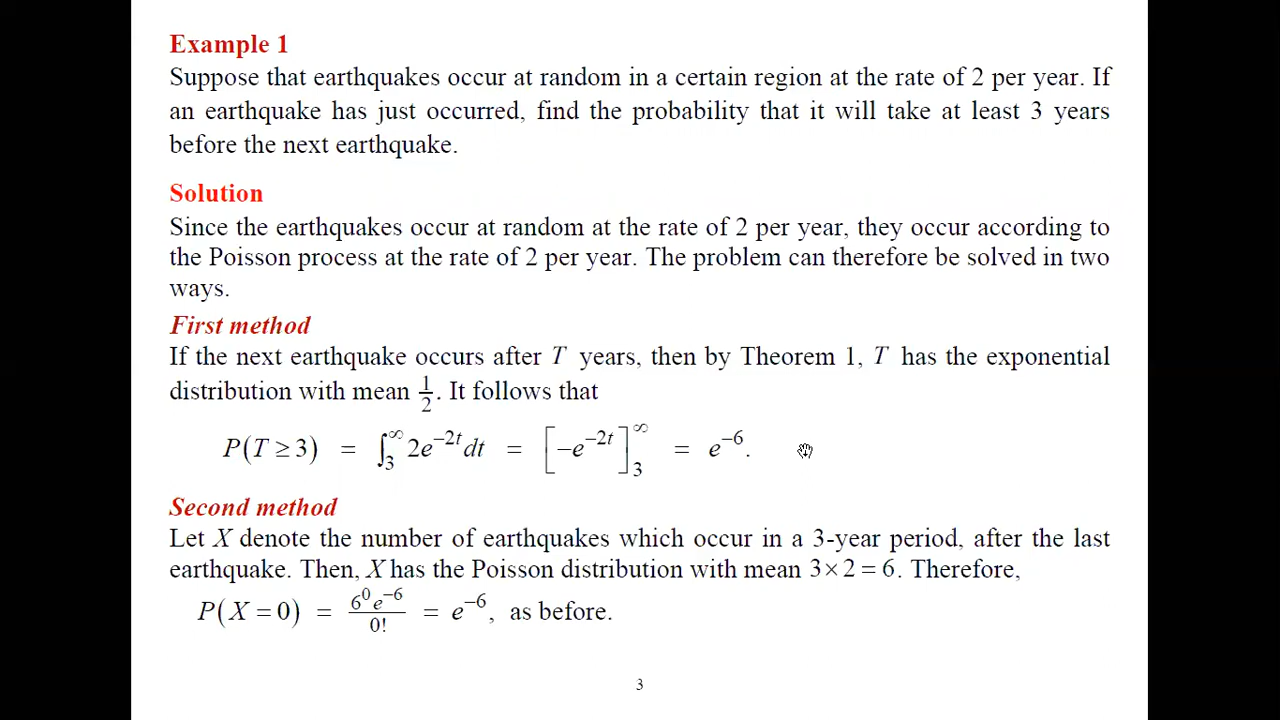 Example 1
Suppose that earthquakes occur at random in a certain region at the rate of 2 per year. If
an earthquake has just occurred, find the probability that it will take at least 3 years
before the next earthquake.
Solution
Since the earthquakes occur at random at the rate of 2 per year, they occur according to
the Poisson process at the rate of 2 per year. The problem can therefore be solved in two
ways.
First method
If the next earthquake occurs after T years, then by Theorem 1, T has the exponential
distribution with mean 1/2. It follows that
P(T ≥ 3) = ∫₃^∞ 2e^{−2t} dt = [−e^{−2t}]₃^∞ = e^{−6}.
Second method
Let X denote the number of earthquakes which occur in a 3-year period, after the last
earthquake. Then, X has the Poisson distribution with mean 3×2 = 6. Therefore,
P(X = 0) = 6⁰e^{−6}/0! = e^{−6}, as before.
3